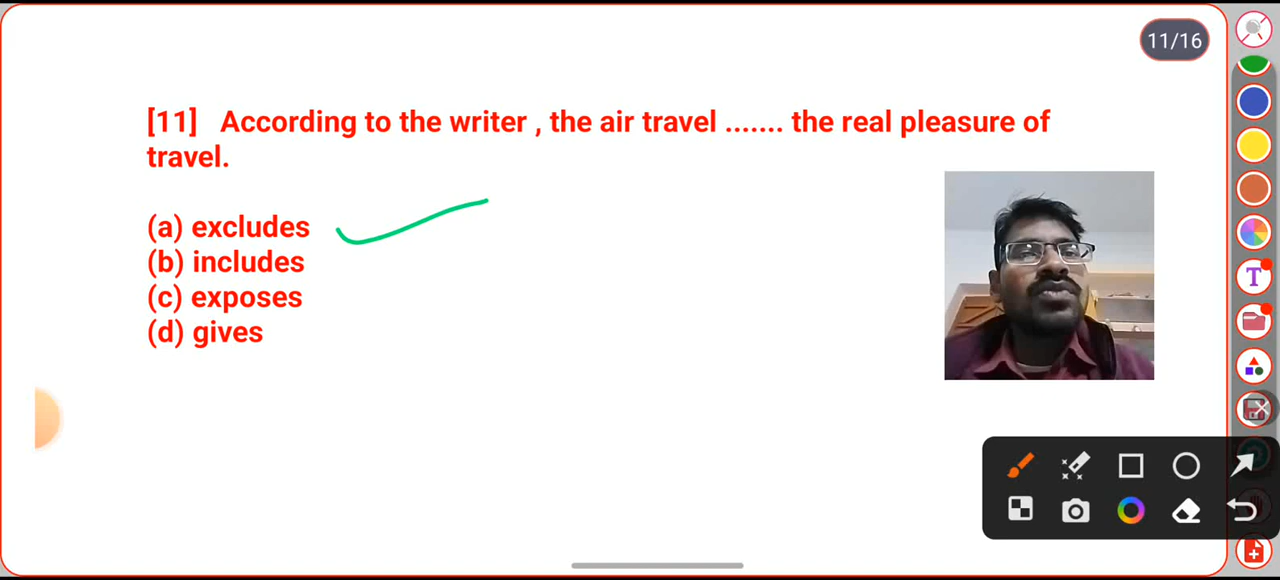 11/16
[11] According to the writer , the air travel ....... the real pleasure of
travel.
(a) excludes
(b) includes
(c) exposes
(d) gives
T